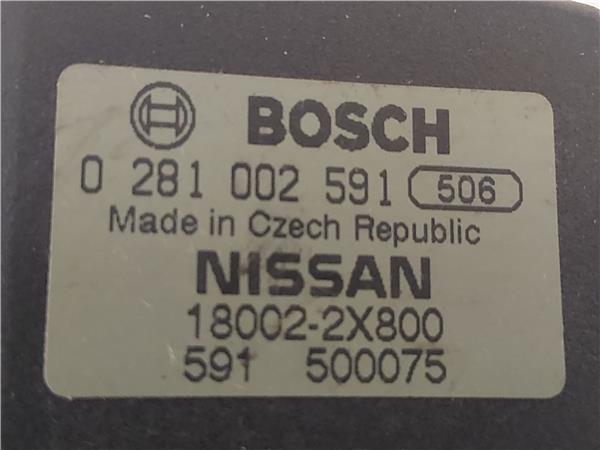 BOSCH
0 281 002 591 506
Made in Czech Republic
NISSAN
18002-2X800
591 500075